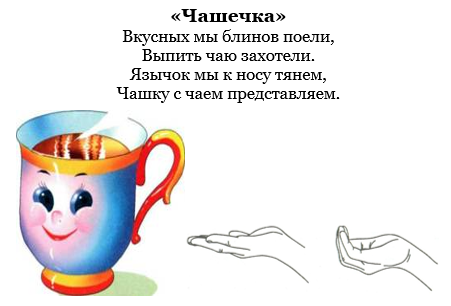 «Чашечка»
Вкусных мы блинов поели,
Выпить чаю захотели.
Язычок мы к носу тянем,
Чашку с чаем представляем.